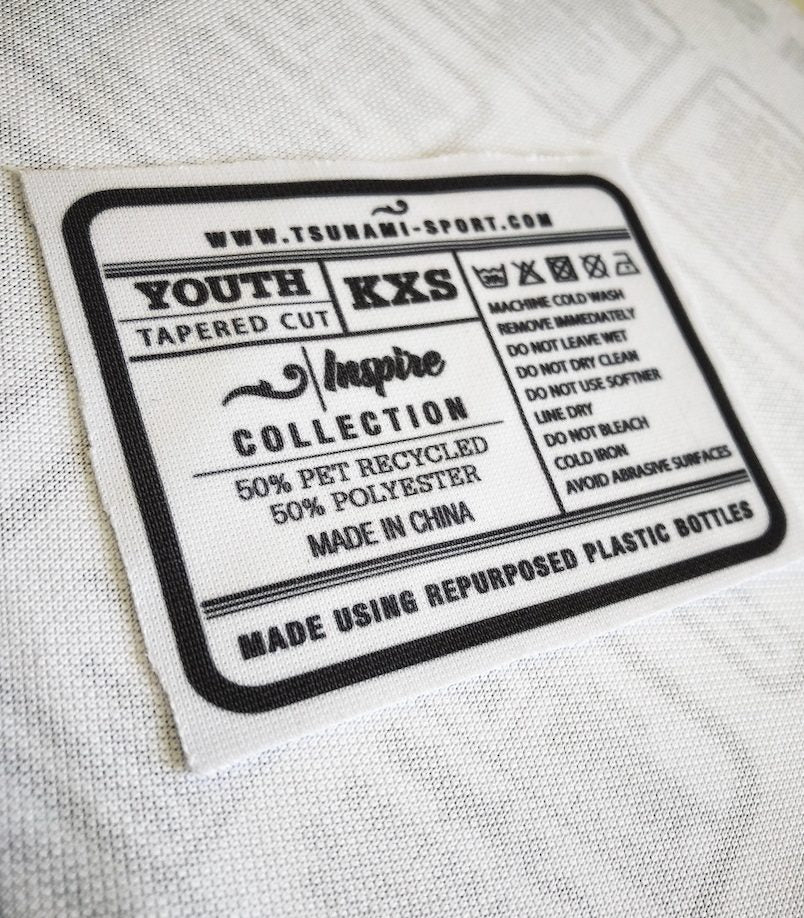 WWW.TSUNAMI-SPORT.COM
YOUTH
TAPERED CUT
KXS
Inspire
COLLECTION
50% PET RECYCLED
50% POLYESTER
MADE IN CHINA
MACHINE COLD WASH
REMOVE IMMEDIATELY
DO NOT LEAVE WET
DO NOT DRY CLEAN
DO NOT USE SOFTNER
LINE DRY
DO NOT BLEACH
COLD IRON
AVOID ABRASIVE SURFACES
MADE USING REPURPOSED PLASTIC BOTTLES